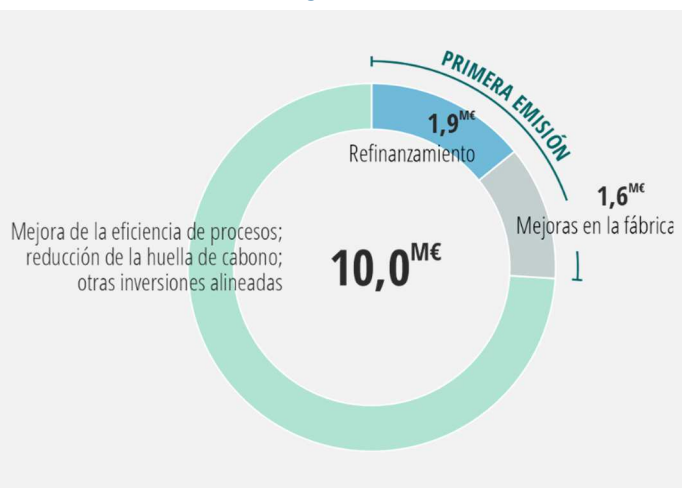 PRIMERA EMISIÓN
1,9M€
Refinanzamiento
1,6M€
Mejoras en la fábrica
Mejora de la eficiencia de procesos;
reducción de la huella de cabono;
otras inversiones alineadas
10,0M€